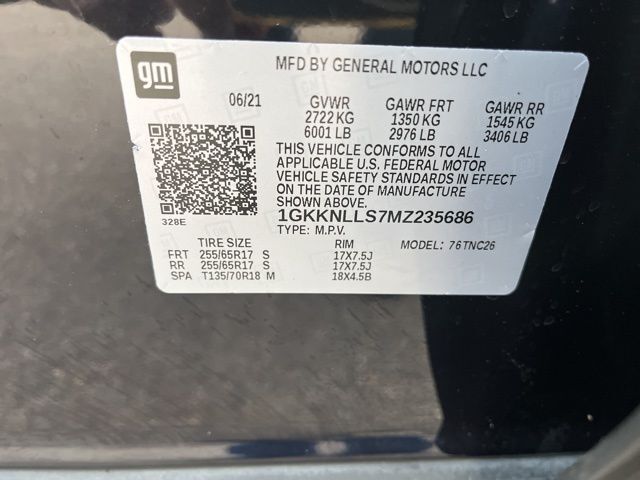 gm
MFD BY GENERAL MOTORS LLC
06/21 GVWR GAWR FRT GAWR RR
2722 KG 1350 KG 1545 KG
6001 LB 2976 LB 3406 LB
THIS VEHICLE CONFORMS TO ALL
APPLICABLE U.S. FEDERAL MOTOR
VEHICLE SAFETY STANDARDS IN EFFECT
ON THE DATE OF MANUFACTURE
SHOWN ABOVE.
328E
1GKKNLLS7MZ235686
TYPE: M.P.V. MODEL: 76TNC26
TIRE SIZE RIM
FRT 255/65R17 S 17X7.5J
RR 255/65R17 S 17X7.5J
SPA T135/70R18 M 18X4.5B